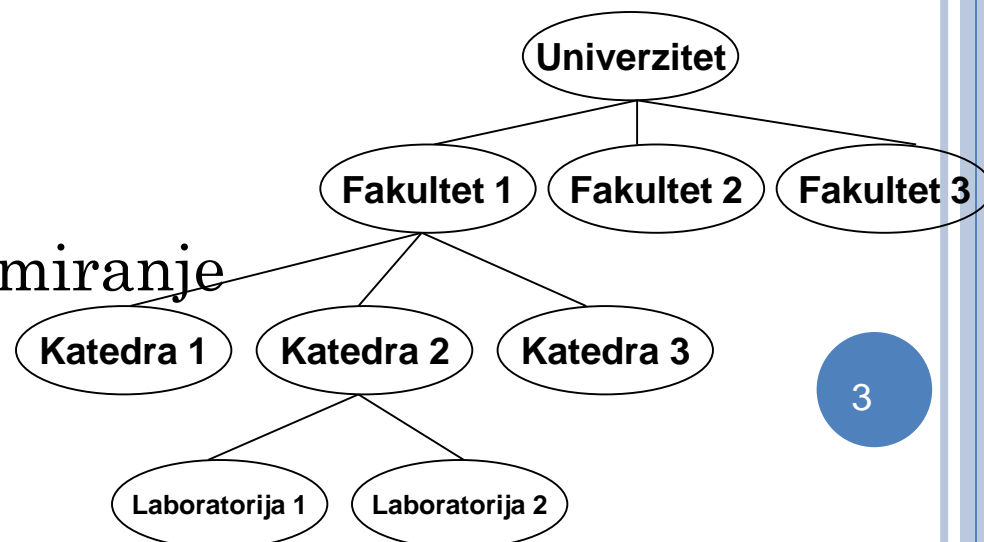 Univerzitet
Fakultet 1 Fakultet 2 Fakultet 3
miranje
Katedra 1 Katedra 2 Katedra 3
3
Laboratorija 1 Laboratorija 2